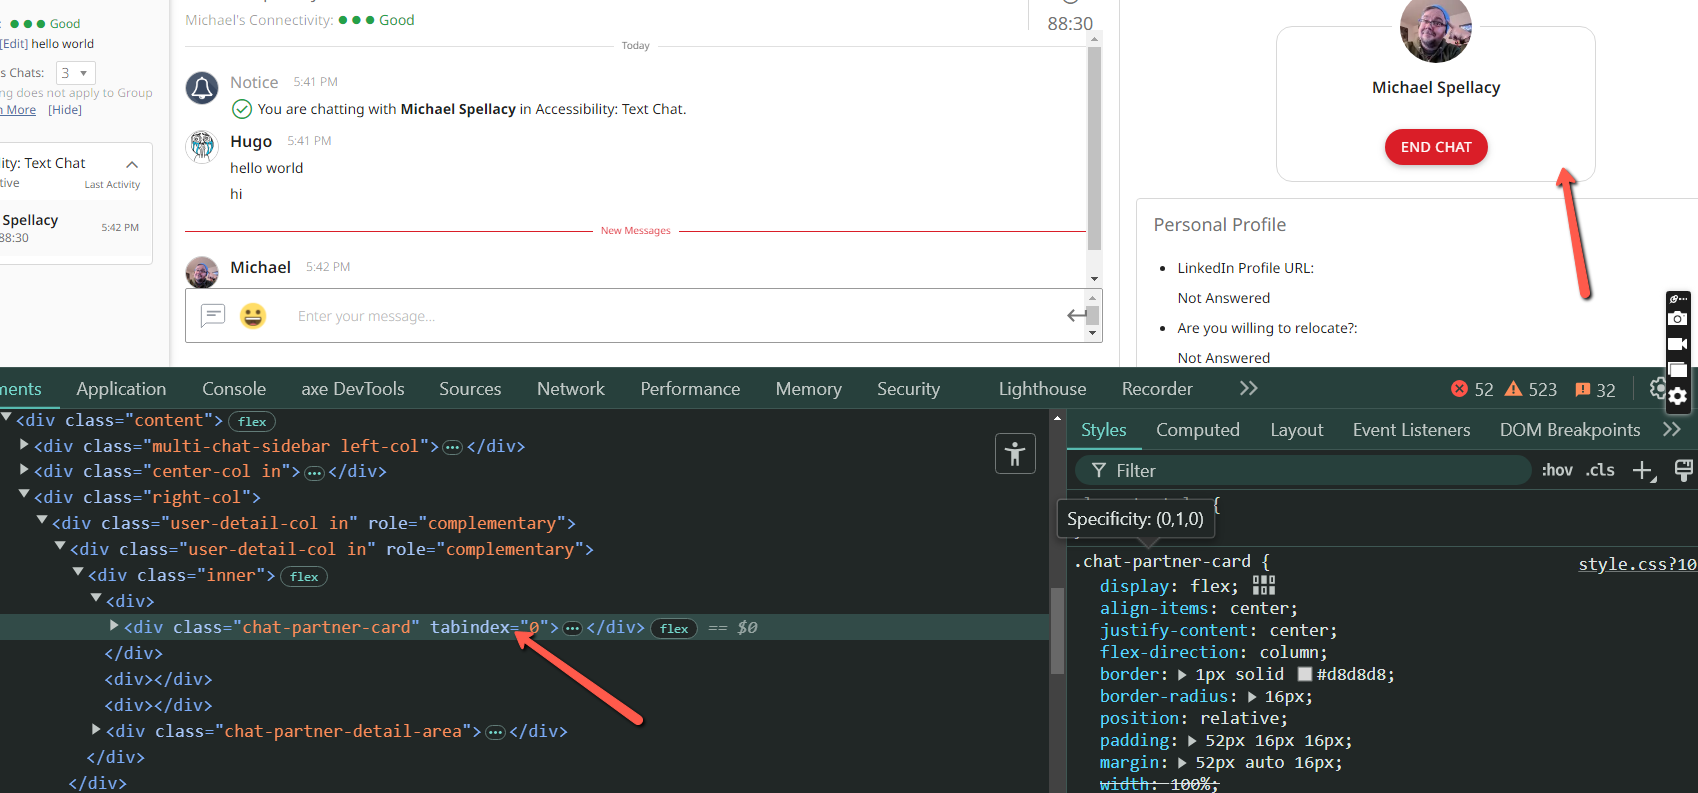 : ● ● ● Good
[Edit] hello world
s Chats: 3
ng does not apply to Group
n More [Hide]
ity: Text Chat
tive
Last Activity
Spellacy
88:30
5:42 PM
Michael's Connectivity: ● ● ● Good
88:30
Today
Notice 5:41 PM
You are chatting with Michael Spellacy in Accessibility: Text Chat.
Hugo 5:41 PM
hello world
hi
New Messages
Michael 5:42 PM
Enter your message...
Michael Spellacy
END CHAT
Personal Profile
• LinkedIn Profile URL:
Not Answered
• Are you willing to relocate?:
Not Answered
ments Application Console axe DevTools Sources Network Performance Memory Security Lighthouse Recorder 52 523 32
<div class="content"> flex
<div class="multi-chat-sidebar left-col"> … </div>
<div class="center-col in"> … </div>
<div class="right-col">
<div class="user-detail-col in" role="complementary">
<div class="user-detail-col in" role="complementary">
<div class="inner"> flex
<div>
<div class="chat-partner-card" tabindex="0"> … </div> flex == $0
</div>
<div></div>
<div></div>
<div class="chat-partner-detail-area"> … </div>
</div>
</div>
Styles Computed Layout Event Listeners DOM Breakpoints
Filter :hov .cls
{
Specificity: (0,1,0)
.chat-partner-card { style.css?10
display: flex;
align-items: center;
justify-content: center;
flex-direction: column;
border: 1px solid #d8d8d8;
border-radius: 16px;
position: relative;
padding: 52px 16px 16px;
margin: 52px auto 16px;
width: 100%;